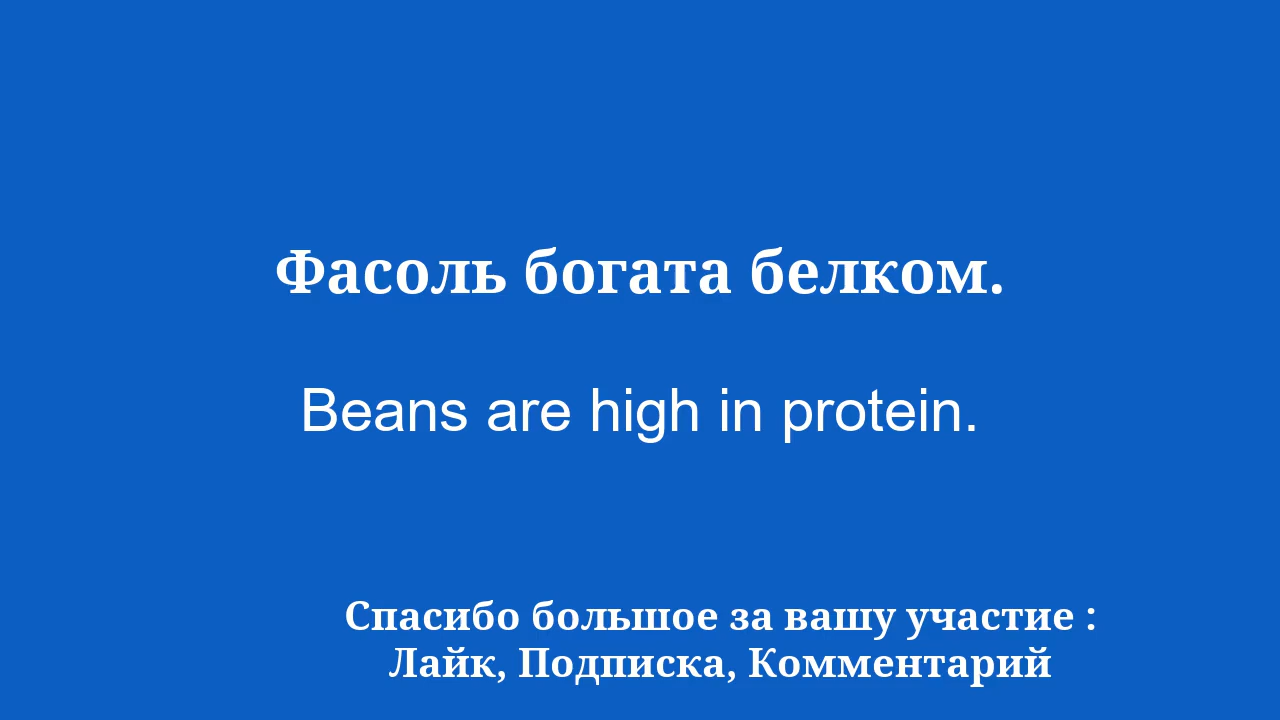 Фасоль богата белком.
Beans are high in protein.
Спасибо большое за вашу участие :
Лайк, Подписка, Комментарий